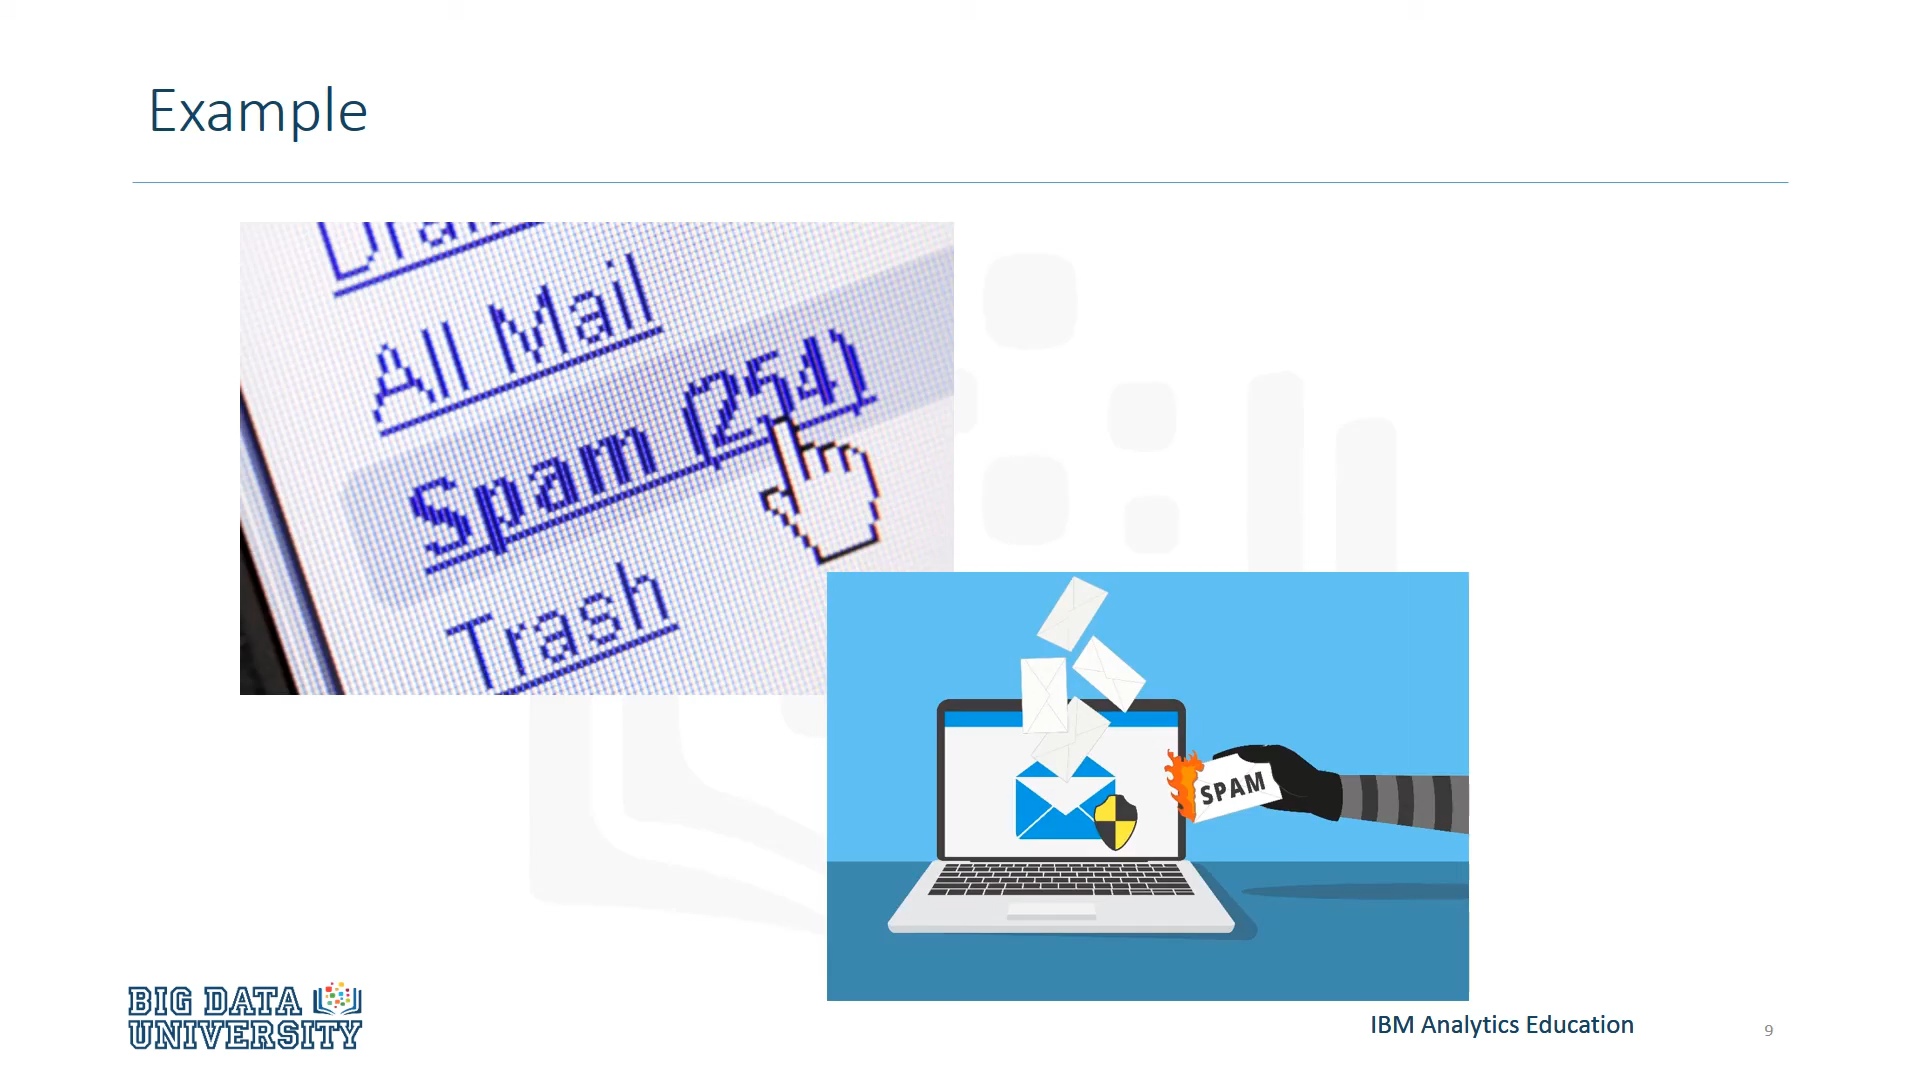 Example
All Mail
Spam (254)
Trash
SPAM
BIG DATA
UNIVERSITY
IBM Analytics Education
9